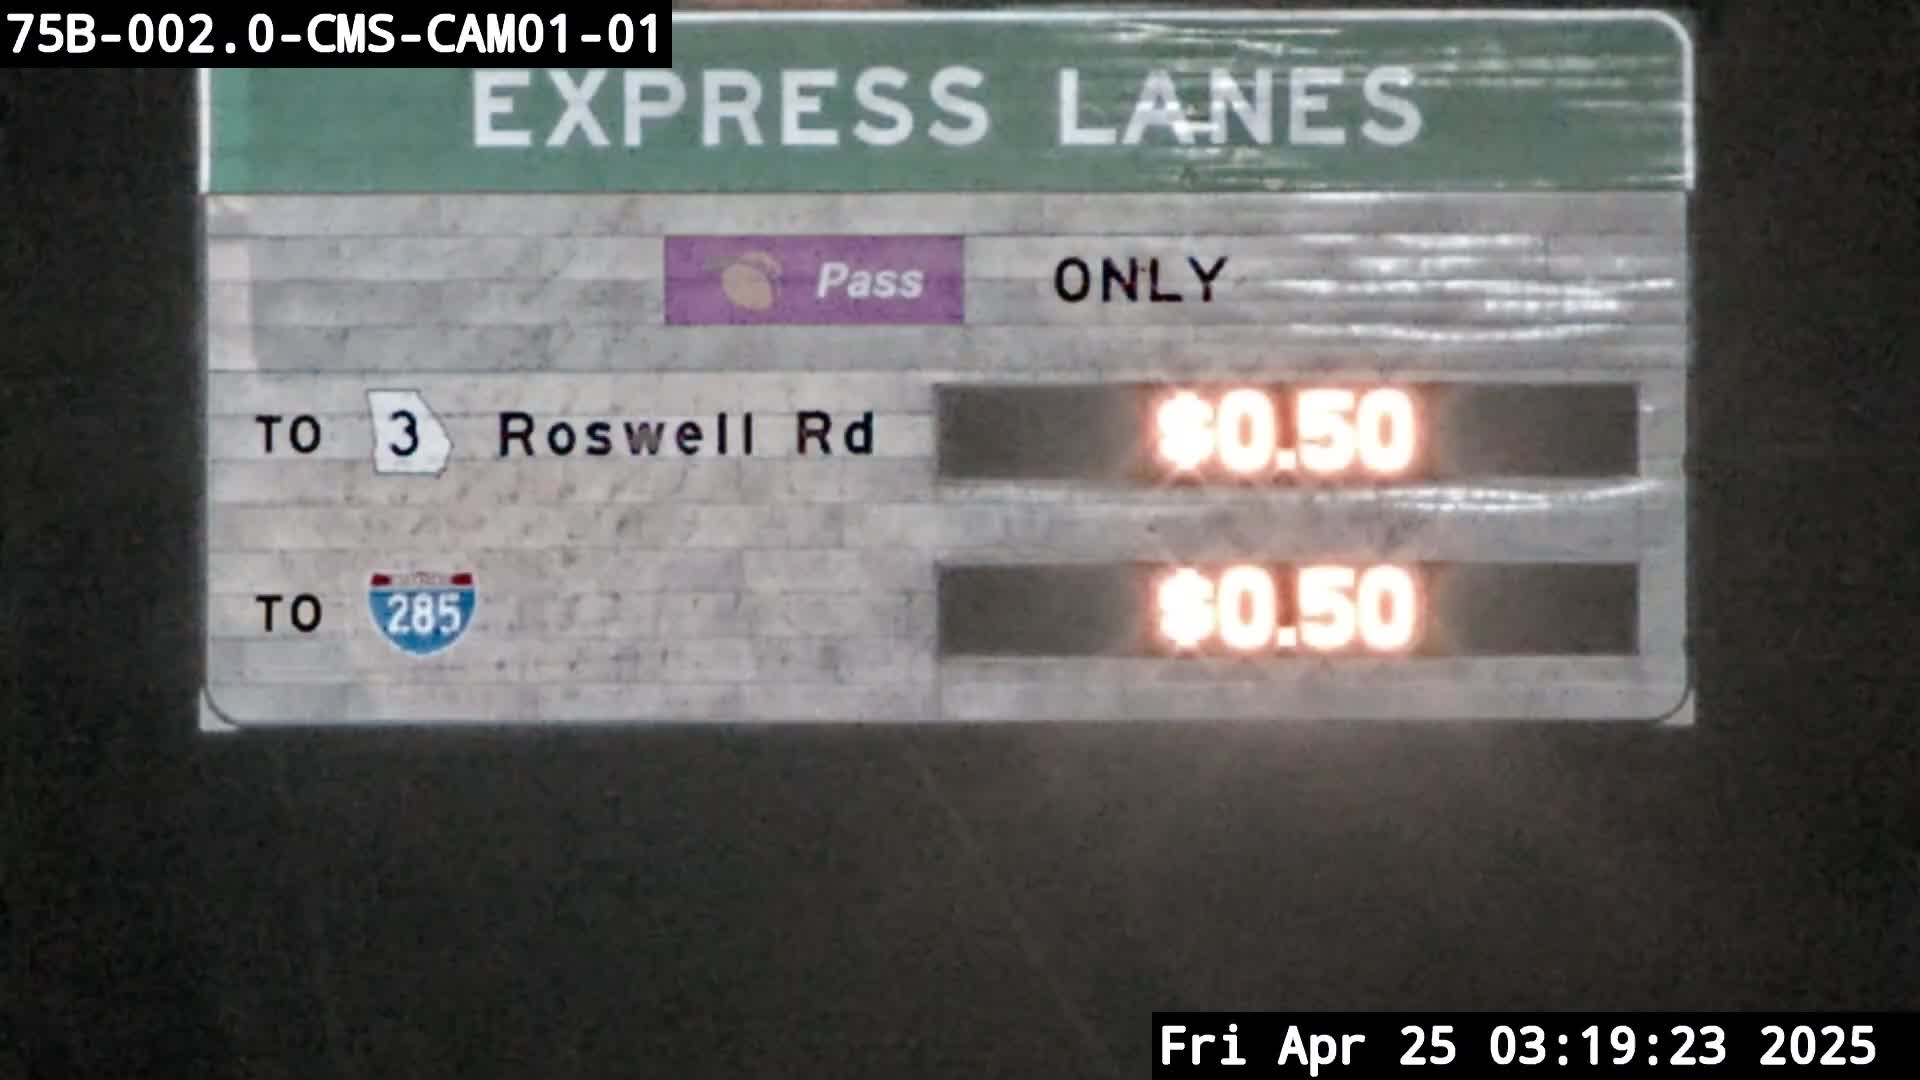 75B-002.0-CMS-CAM01-01
EXPRESS LANES
Pass ONLY
TO 3 Roswell Rd $0.50
TO 285 $0.50
Fri Apr 25 03:19:23 2025